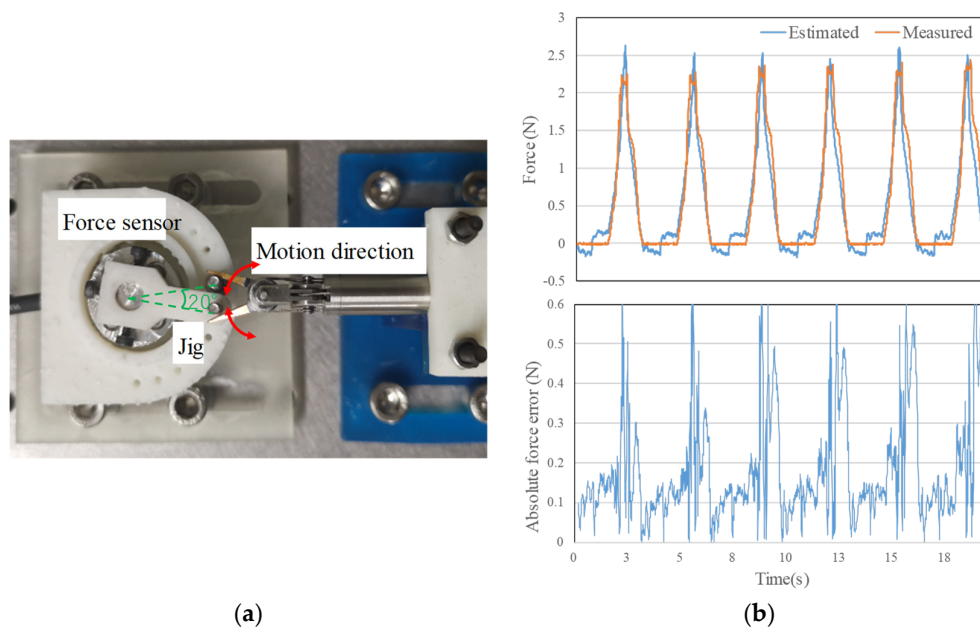 Force sensor
Motion direction
20°
Jig
(a)
Estimated Measured
Force (N)
3
2.5
2
1.5
1
0.5
0
-0.5
Absolute force error (N)
0.6
0.5
0.4
0.3
0.2
0.1
0
0 3 5 8 10 13 15 18
Time(s)
(b)